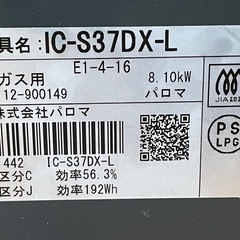 具名：IC-S37DX-L
E1-4-16
ガス用 8.10kW
12-900149 パロマ
株式会社パロマ
442 IC-S37DX-L
区分C 効率56.3%
区分J 効率192Wh
JIA
PS
LPG